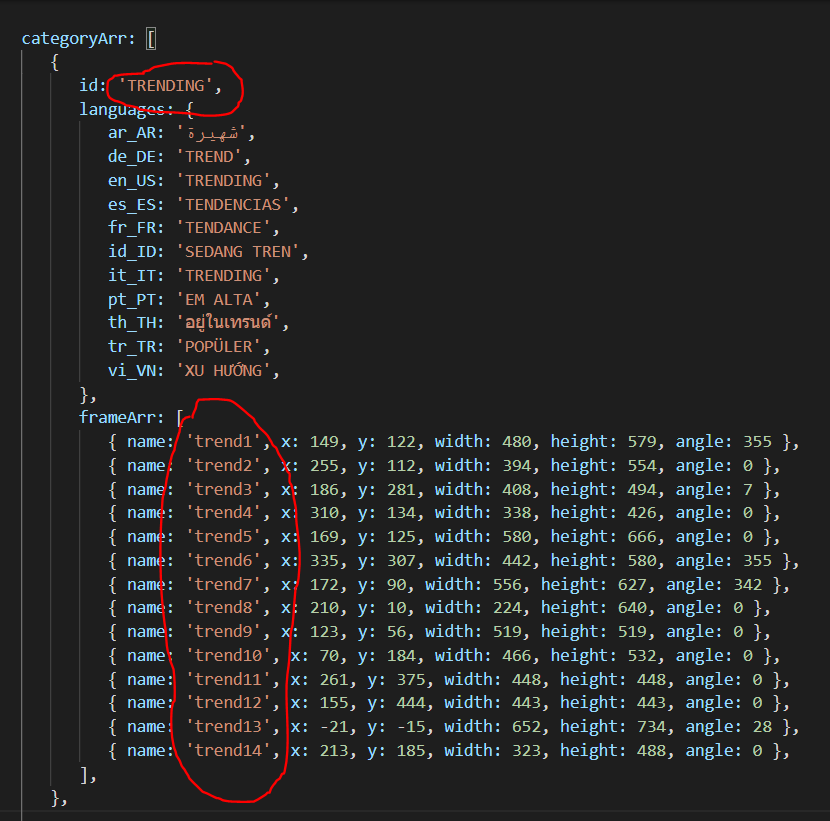 categoryArr: [
{
id: 'TRENDING',
languages: {
ar_AR: 'شهيرة',
de_DE: 'TREND',
en_US: 'TRENDING',
es_ES: 'TENDENCIAS',
fr_FR: 'TENDANCE',
id_ID: 'SEDANG TREN',
it_IT: 'TRENDING',
pt_PT: 'EM ALTA',
th_TH: 'อยู่ในเทรนด์',
tr_TR: 'POPÜLER',
vi_VN: 'XU HƯỚNG',
},
frameArr: [
{ name: 'trend1', x: 149, y: 122, width: 480, height: 579, angle: 355 },
{ name: 'trend2', x: 255, y: 112, width: 394, height: 554, angle: 0 },
{ name: 'trend3', x: 186, y: 281, width: 408, height: 494, angle: 7 },
{ name: 'trend4', x: 310, y: 134, width: 338, height: 426, angle: 0 },
{ name: 'trend5', x: 169, y: 125, width: 580, height: 666, angle: 0 },
{ name: 'trend6', x: 335, y: 307, width: 442, height: 580, angle: 355 },
{ name: 'trend7', x: 172, y: 90, width: 556, height: 627, angle: 342 },
{ name: 'trend8', x: 210, y: 10, width: 224, height: 640, angle: 0 },
{ name: 'trend9', x: 123, y: 56, width: 519, height: 519, angle: 0 },
{ name: 'trend10', x: 70, y: 184, width: 466, height: 532, angle: 0 },
{ name: 'trend11', x: 261, y: 375, width: 448, height: 448, angle: 0 },
{ name: 'trend12', x: 155, y: 444, width: 443, height: 443, angle: 0 },
{ name: 'trend13', x: -21, y: -15, width: 652, height: 734, angle: 28 },
{ name: 'trend14', x: 213, y: 185, width: 323, height: 488, angle: 0 },
],
},